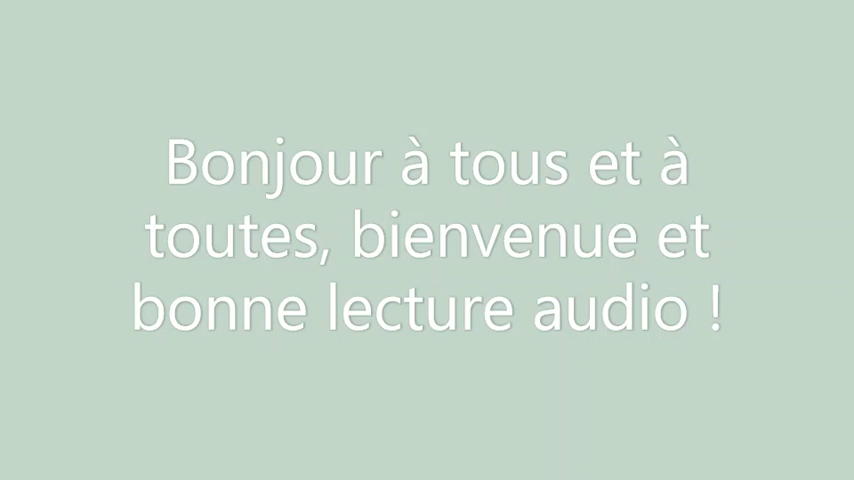 Bonjour à tous et à
toutes, bienvenue et
bonne lecture audio !